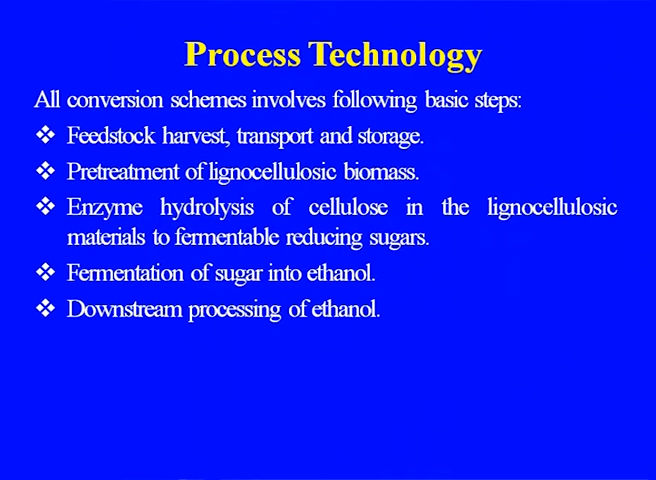 Process Technology
All conversion schemes involves following basic steps:
❖ Feedstock harvest, transport and storage.
❖ Pretreatment of lignocellulosic biomass.
❖ Enzyme hydrolysis of cellulose in the lignocellulosic
materials to fermentable reducing sugars.
❖ Fermentation of sugar into ethanol.
❖ Downstream processing of ethanol.